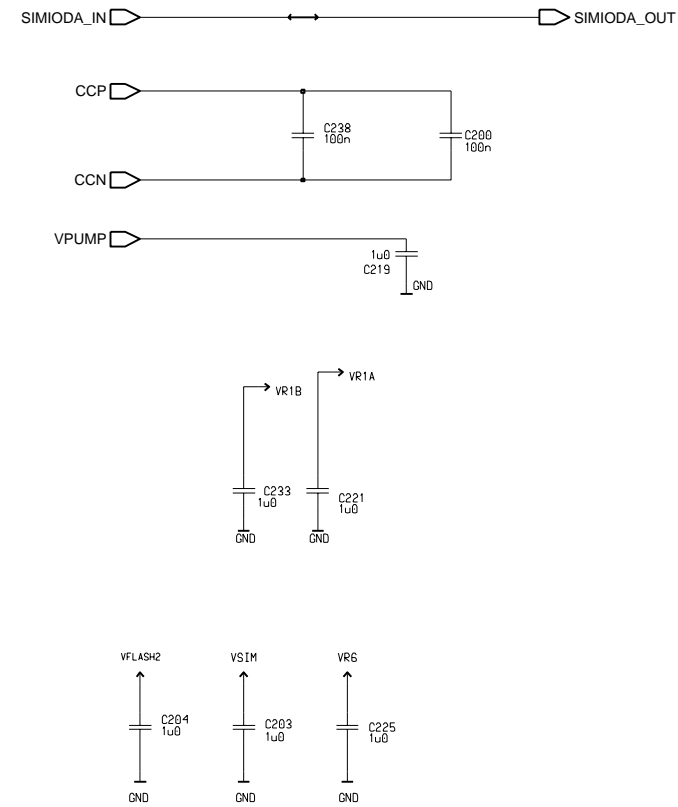 SIMIODA_IN SIMIODA_OUT
CCP
C238 C200
100n 100n
CCN
VPUMP
1u0
C219
GND
VR1A
VR1B
C233 C221
1u0 1u0
GND GND
VFLASH2 VSIM VR6
C204 C203 C225
1u0 1u0 1u0
GND GND GND